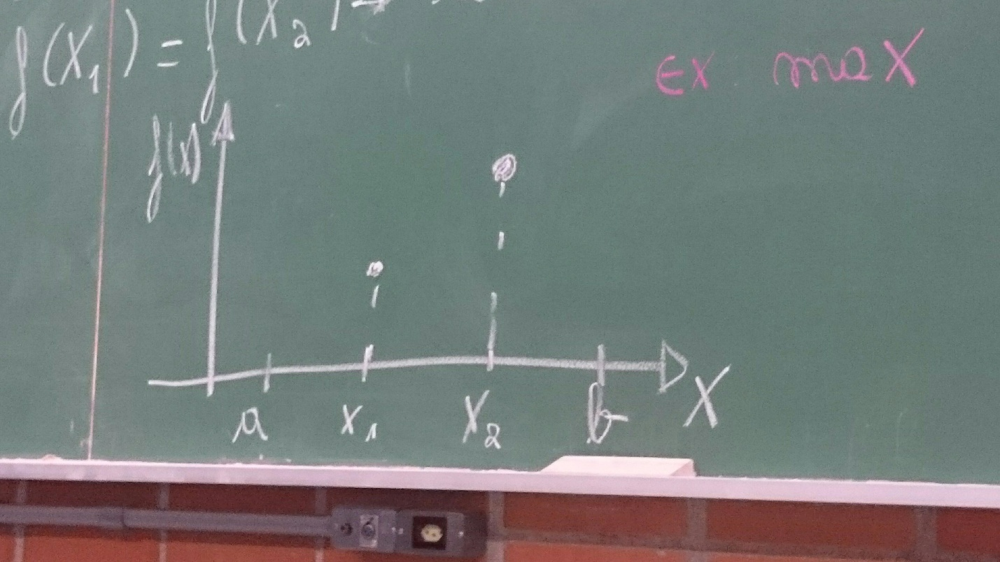 f(x₁) = f(x₂)
ex. max
f(x)
a x₁ x₂ b x